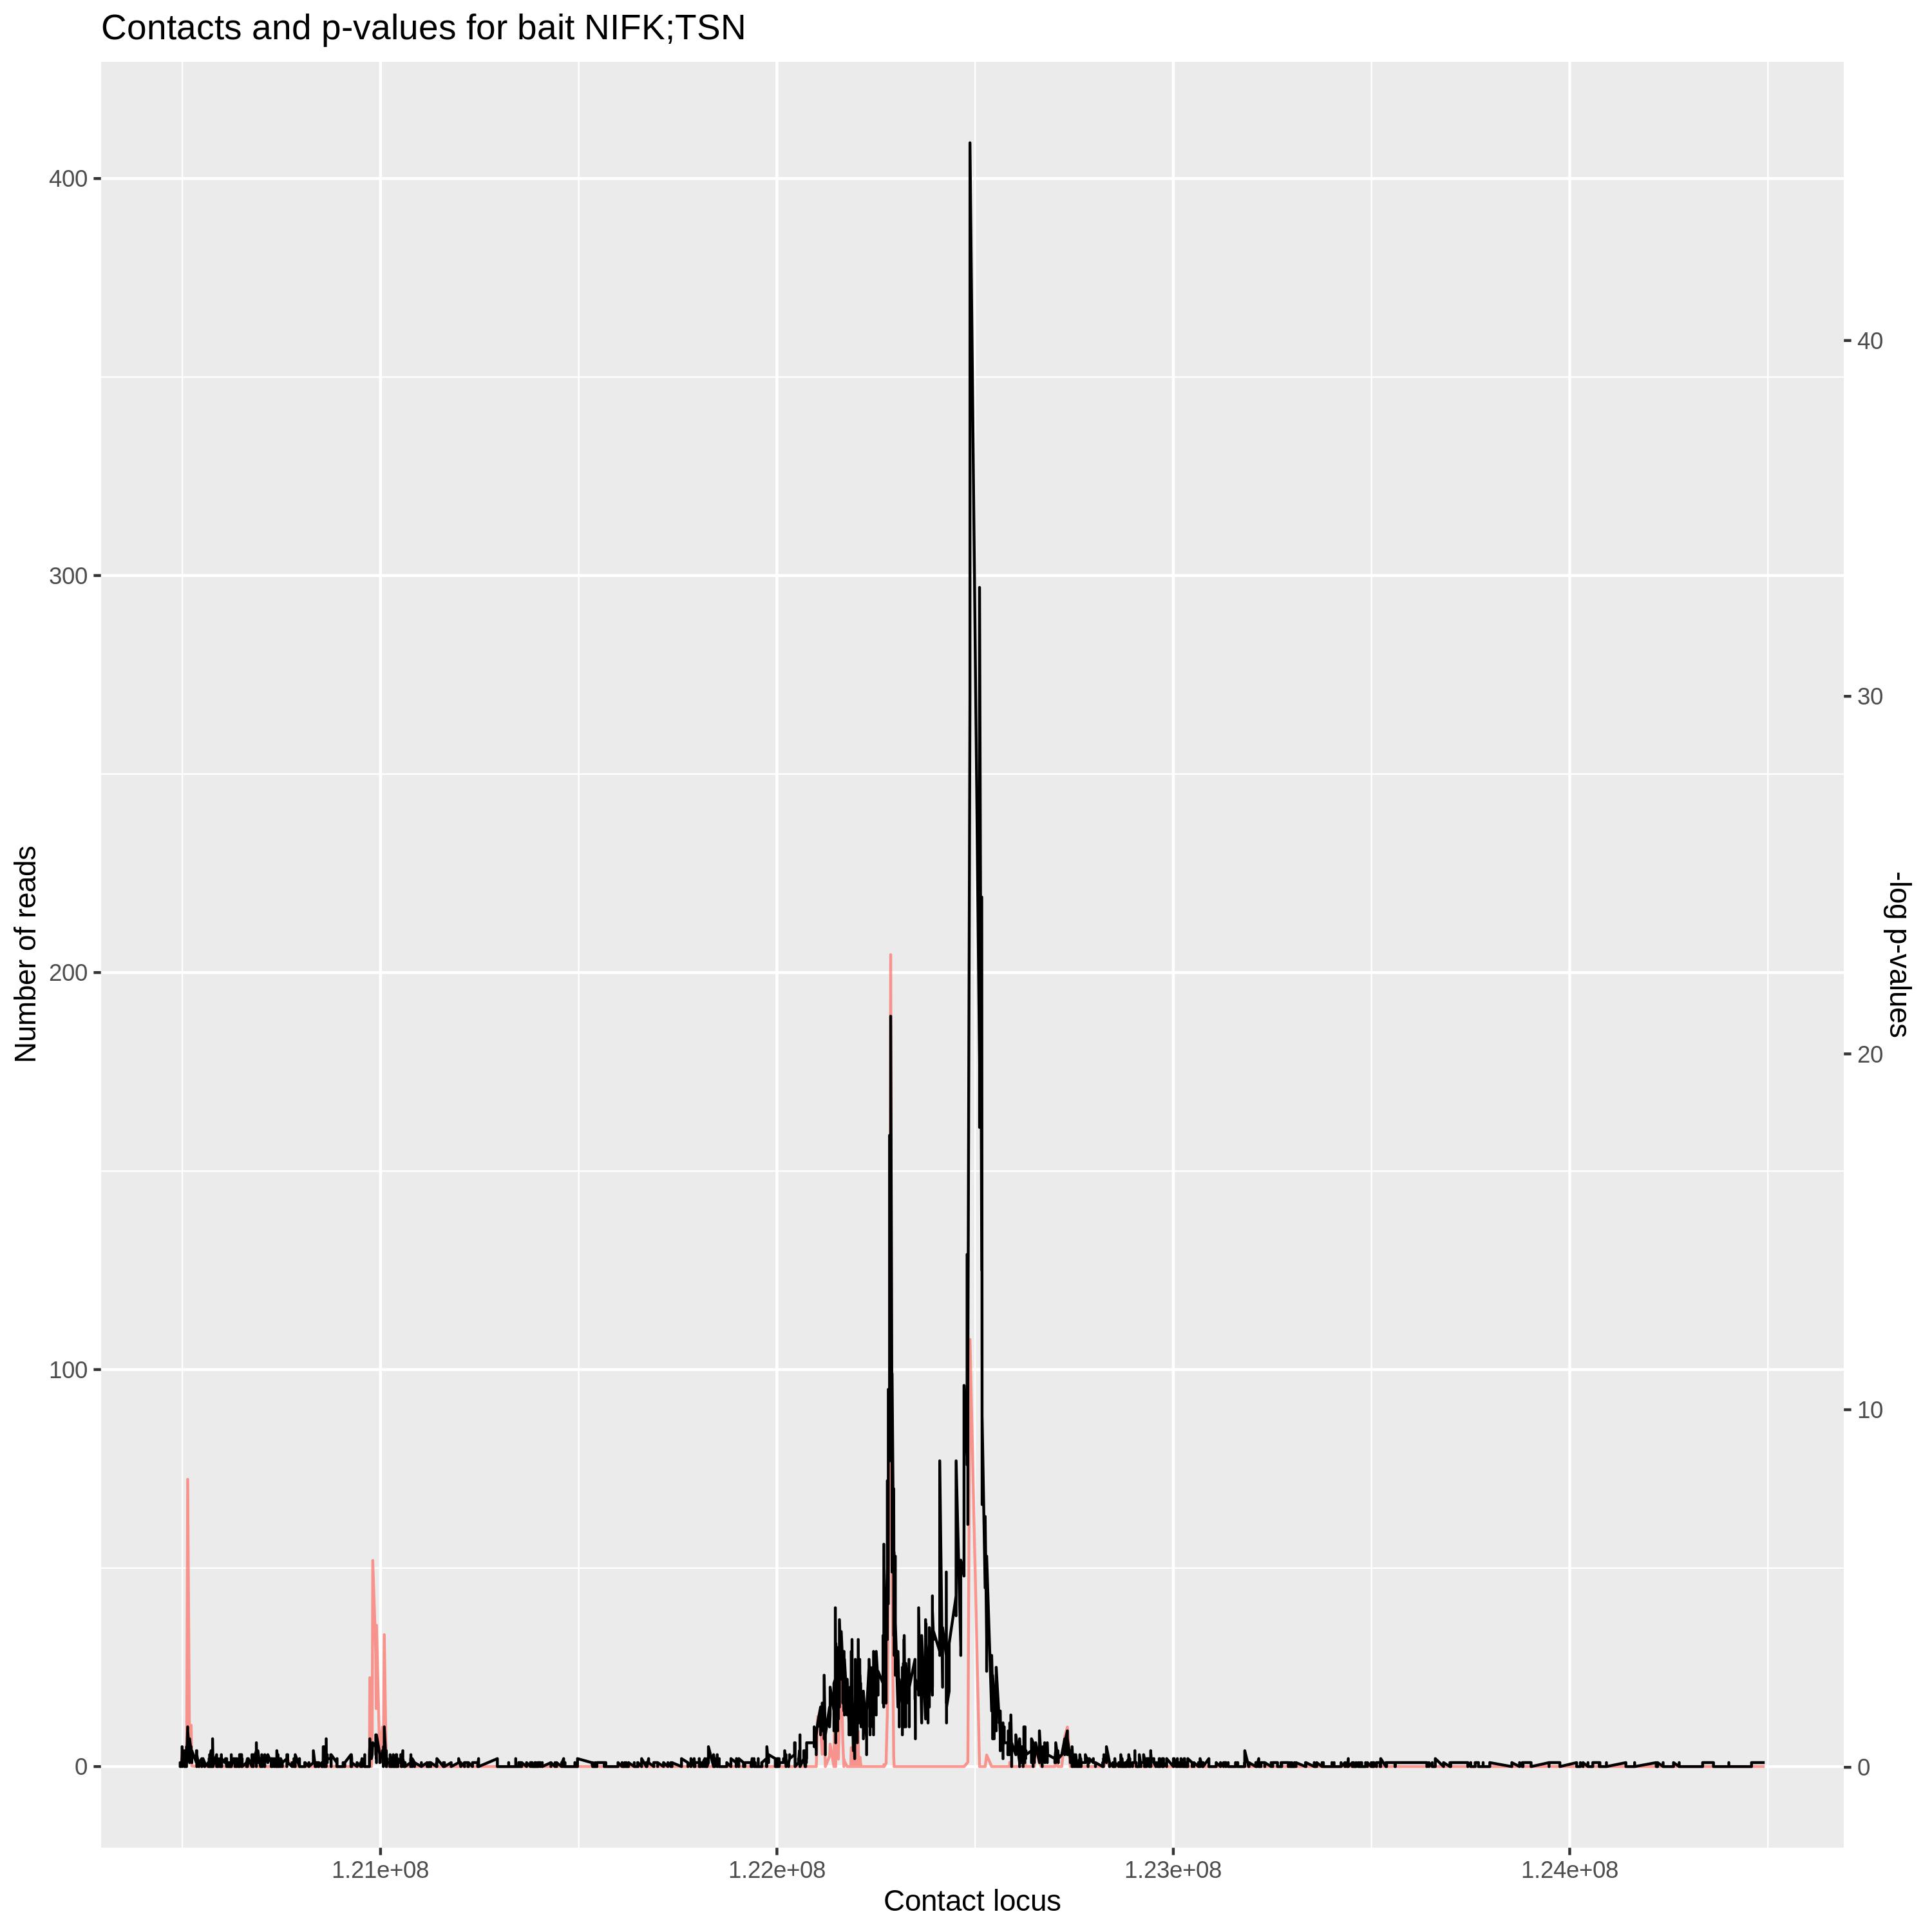 Contacts and p-values for bait NIFK;TSN
400
300
200
100
0
Number of reads
40
30
20
10
0
-log p-values
1.21e+08 1.22e+08 1.23e+08 1.24e+08
Contact locus